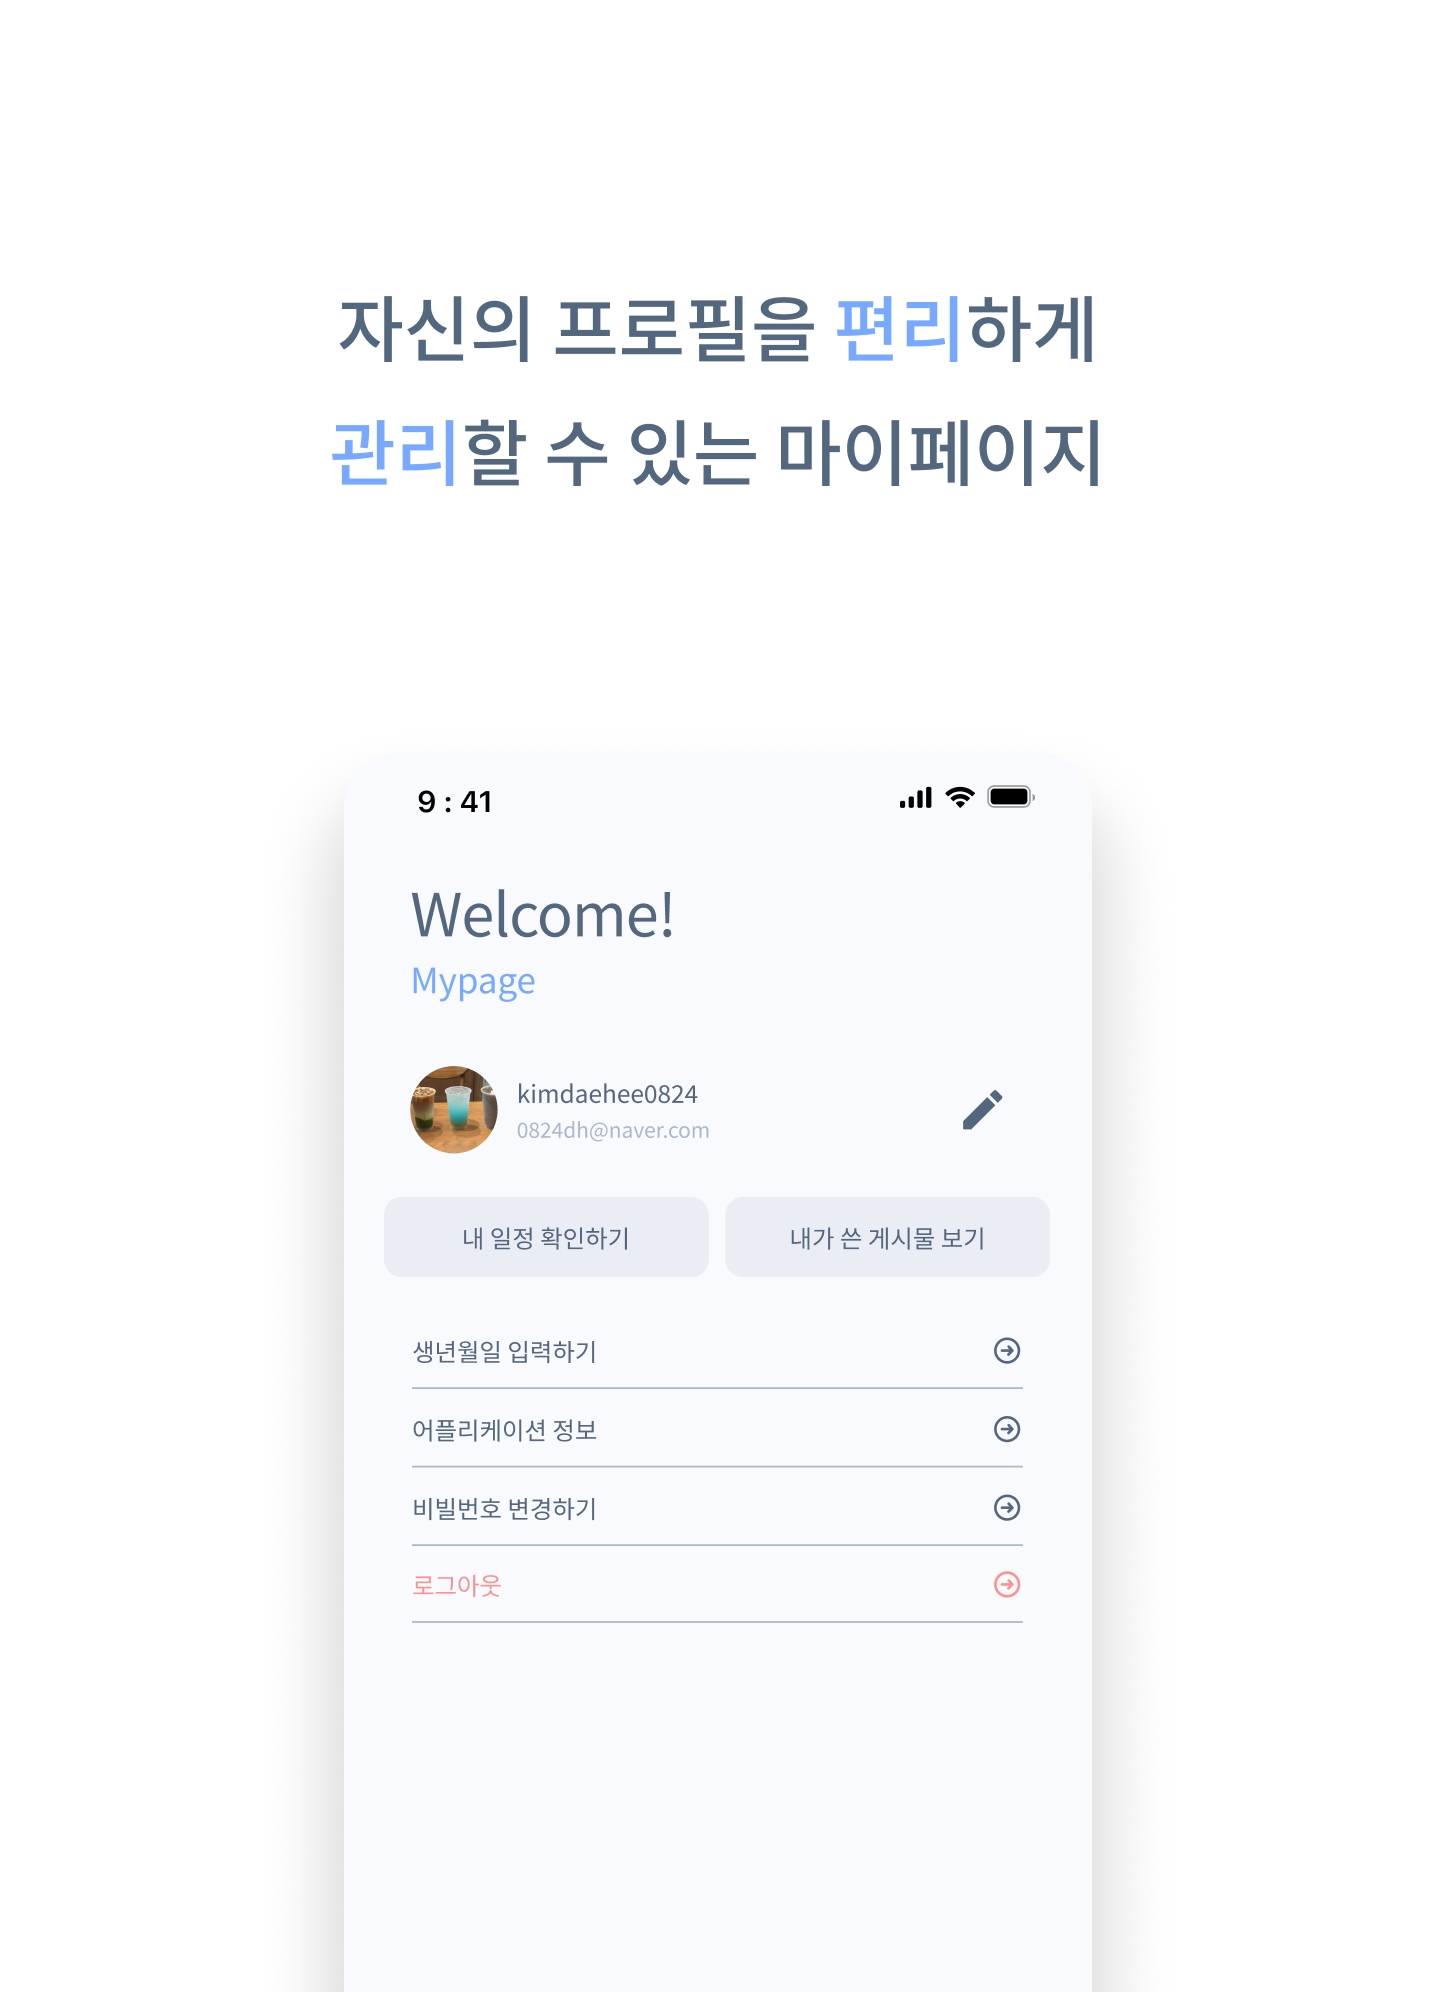 자신의 프로필을 편리하게
관리할 수 있는 마이페이지
9 : 41
Welcome!
Mypage
kimdaehee0824
0824dh@naver.com
내 일정 확인하기
내가 쓴 게시물 보기
생년월일 입력하기
어플리케이션 정보
비빌번호 변경하기
로그아웃